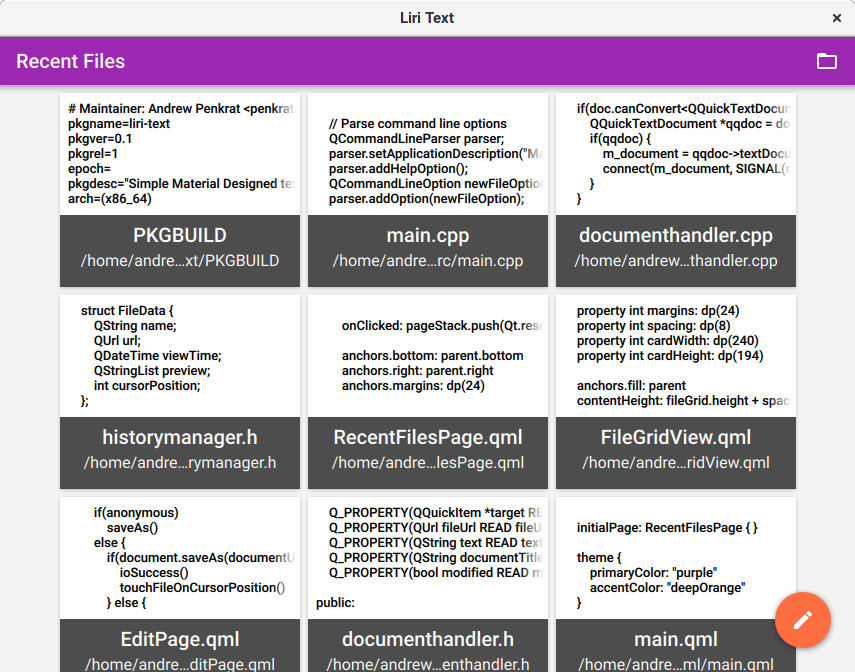 Liri Text
Recent Files
# Maintainer: Andrew Penkrat <penkrat
pkgname=liri-text
pkgver=0.1
pkgrel=1
epoch=
pkgdesc="Simple Material Designed te
arch=(x86_64)
PKGBUILD
/home/andre...xt/PKGBUILD
// Parse command line options
QCommandLineParser parser;
parser.setApplicationDescription("Ma
parser.addHelpOption();
QCommandLineOption newFileOption
parser.addOption(newFileOption);
main.cpp
/home/andre...rc/main.cpp
if(doc.canConvert<QQuickTextDocum
QQuickTextDocument *qqdoc = do
if(qqdoc) {
m_document = qqdoc->textDocu
connect(m_document, SIGNAL(
}
}
documenthandler.cpp
/home/andrew...thandler.cpp
struct FileData {
QString name;
QUrl url;
QDateTime viewTime;
QStringList preview;
int cursorPosition;
};
historymanager.h
/home/andre...rymanager.h
onClicked: pageStack.push(Qt.reso
anchors.bottom: parent.bottom
anchors.right: parent.right
anchors.margins: dp(24)
RecentFilesPage.qml
/home/andre...lesPage.qml
property int margins: dp(24)
property int spacing: dp(8)
property int cardWidth: dp(240)
property int cardHeight: dp(194)
anchors.fill: parent
contentHeight: fileGrid.height + spac
FileGridView.qml
/home/andre...ridView.qml
if(anonymous)
saveAs()
else {
if(document.saveAs(documentU
ioSuccess()
touchFileOnCursorPosition()
} else {
EditPage.qml
/home/andre...ditPage.qml
Q_PROPERTY(QQuickItem *target RE
Q_PROPERTY(QUrl fileUrl READ fileU
Q_PROPERTY(QString text READ text
Q_PROPERTY(QString documentTitle
Q_PROPERTY(bool modified READ m
public:
documenthandler.h
/home/andre...enthandler.h
initialPage: RecentFilesPage { }
theme {
primaryColor: "purple"
accentColor: "deepOrange"
}
main.qml
/home/andre...ml/main.qml